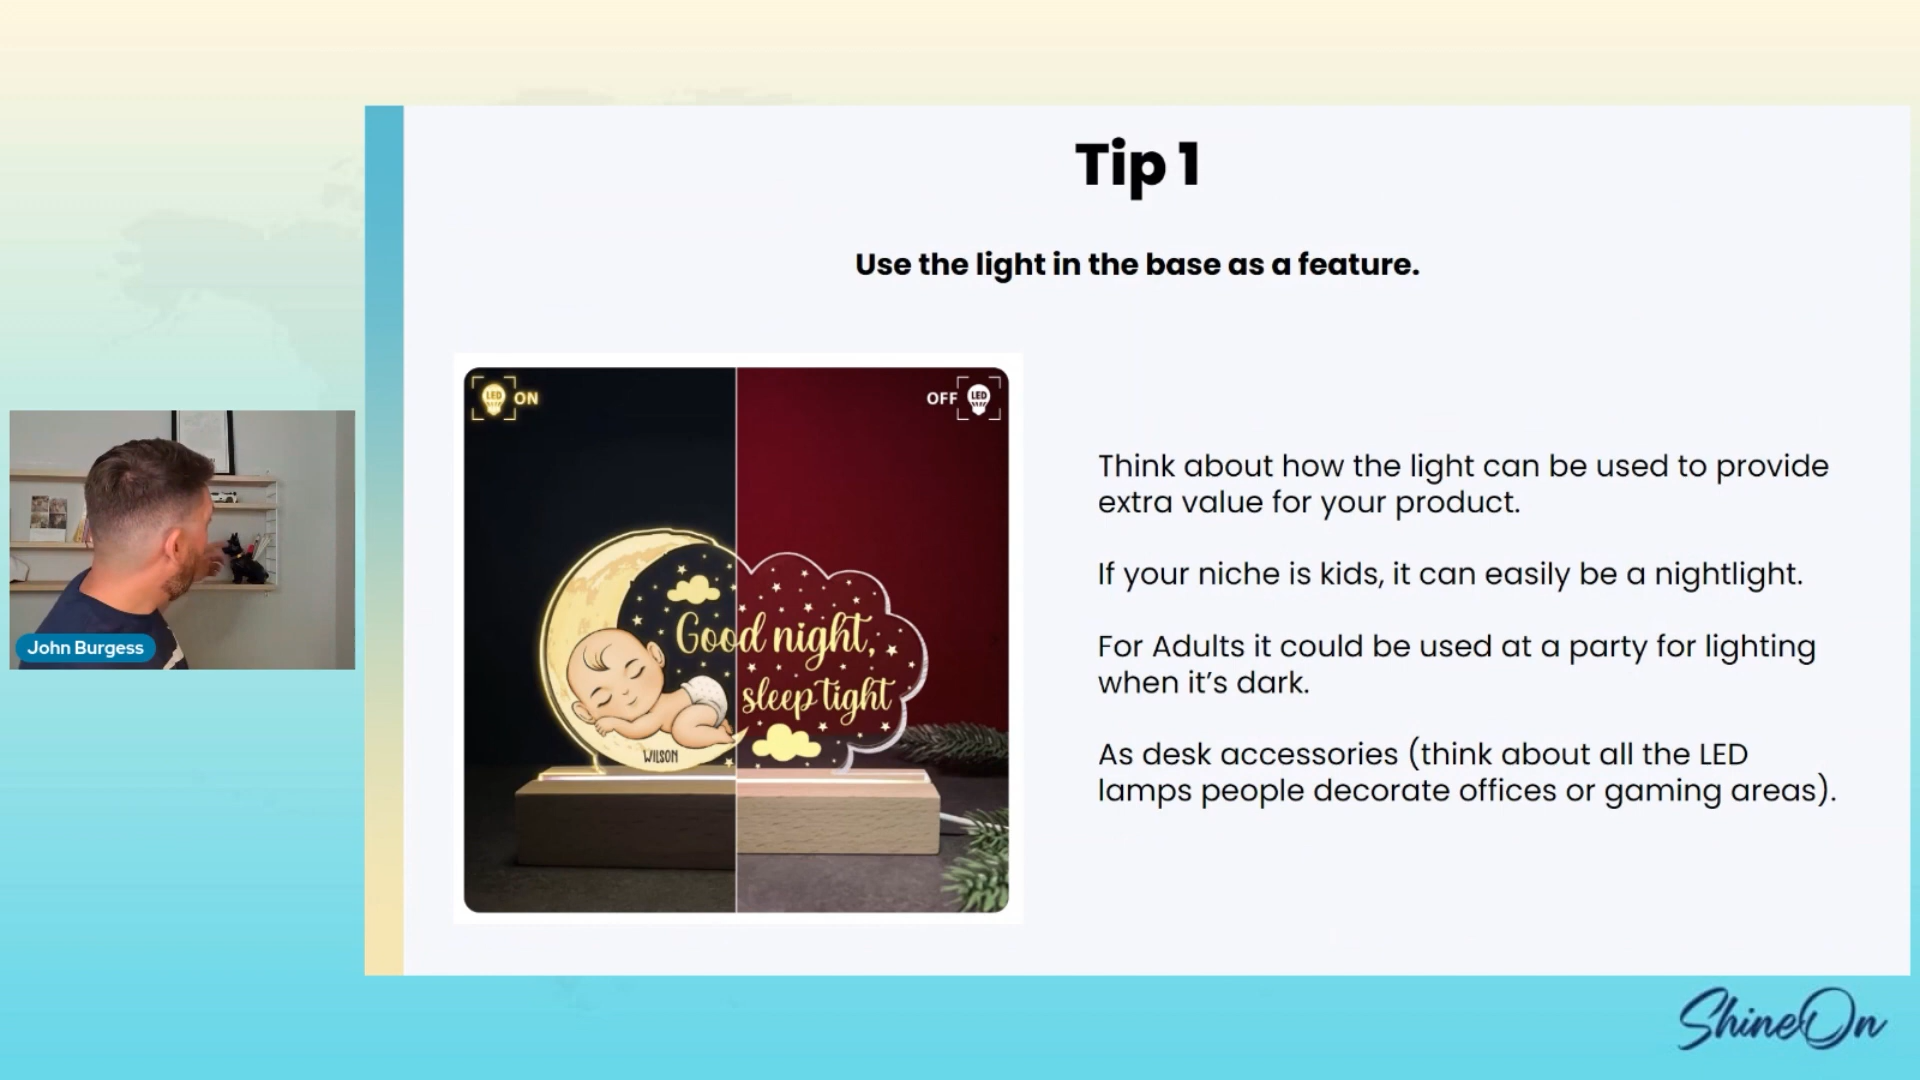 Tip 1
Use the light in the base as a feature.
LED ON
OFF LED
Good night,
sleep tight
WILSON
Think about how the light can be used to provide
extra value for your product.
If your niche is kids, it can easily be a nightlight.
For Adults it could be used at a party for lighting
when it’s dark.
As desk accessories (think about all the LED
lamps people decorate offices or gaming areas).
John Burgess
ShineOn